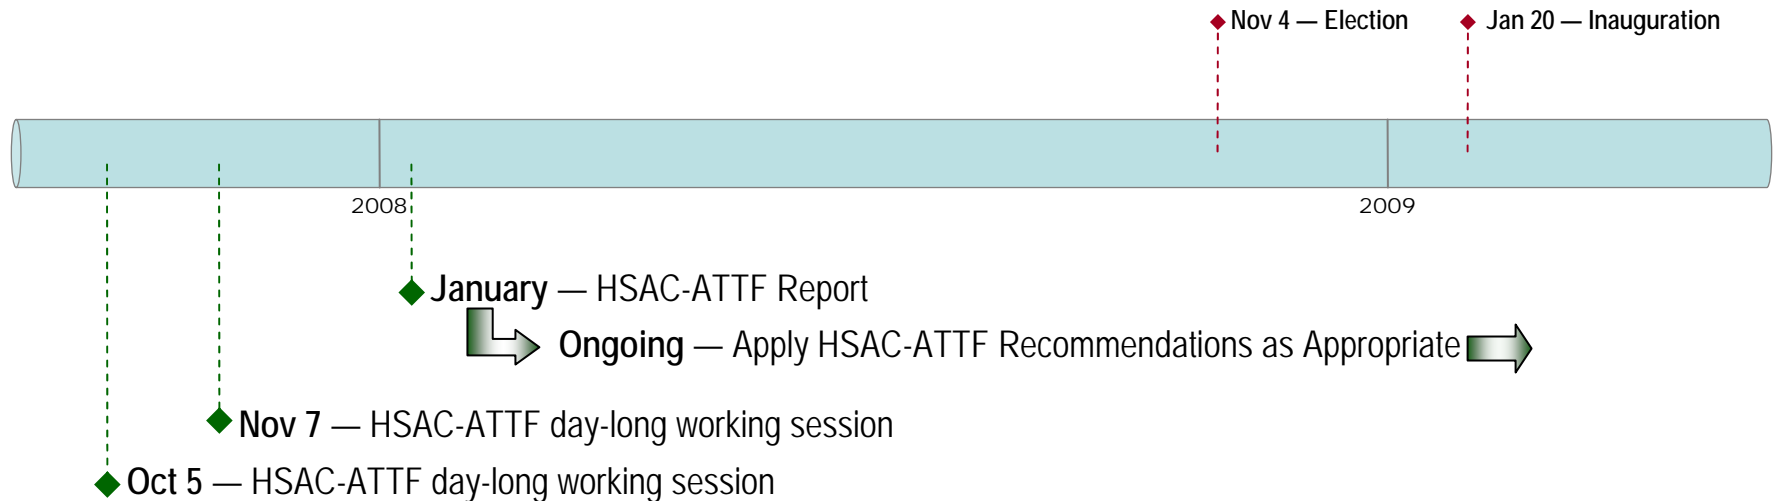 Nov 4 — Election
Jan 20 — Inauguration
2008
2009
January — HSAC-ATTF Report
Ongoing — Apply HSAC-ATTF Recommendations as Appropriate
Nov 7 — HSAC-ATTF day-long working session
Oct 5 — HSAC-ATTF day-long working session